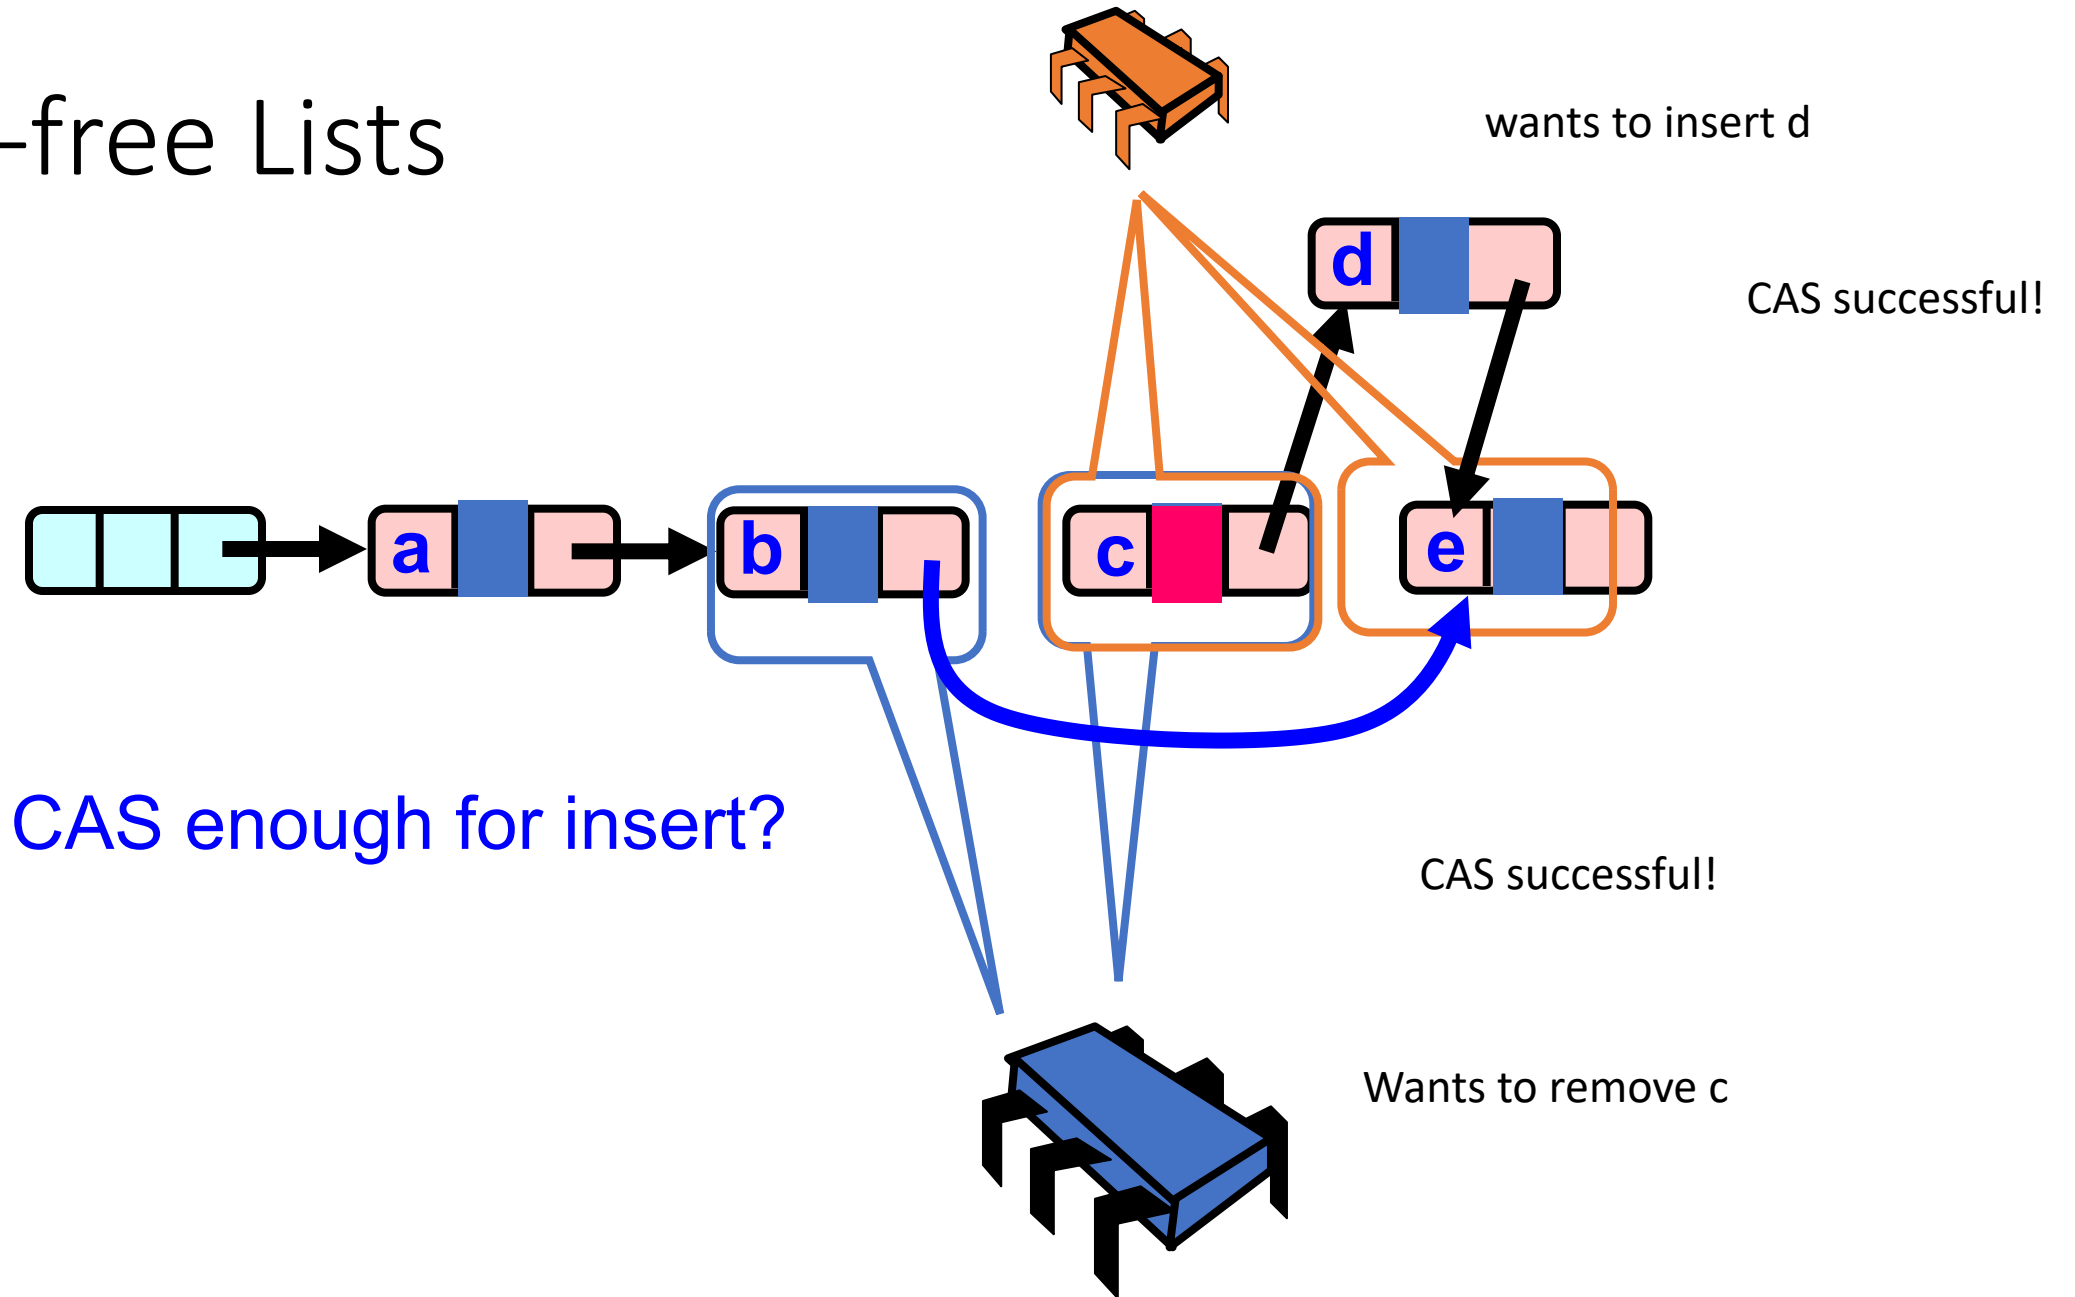 -free Lists
wants to insert d
d
CAS successful!
a
b
c
e
CAS enough for insert?
CAS successful!
Wants to remove c